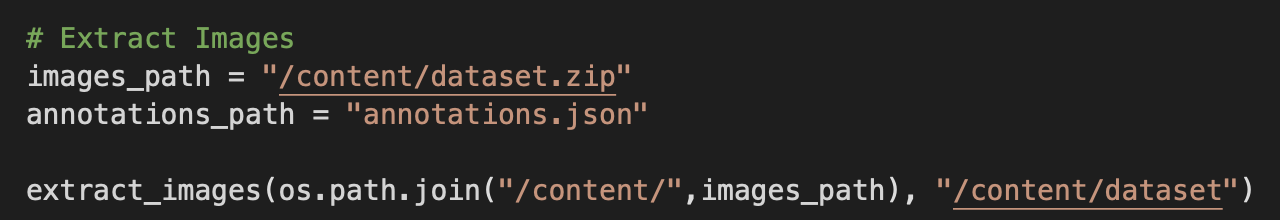 # Extract Images
images_path = "/content/dataset.zip"
annotations_path = "annotations.json"
extract_images(os.path.join("/content/",images_path), "/content/dataset")